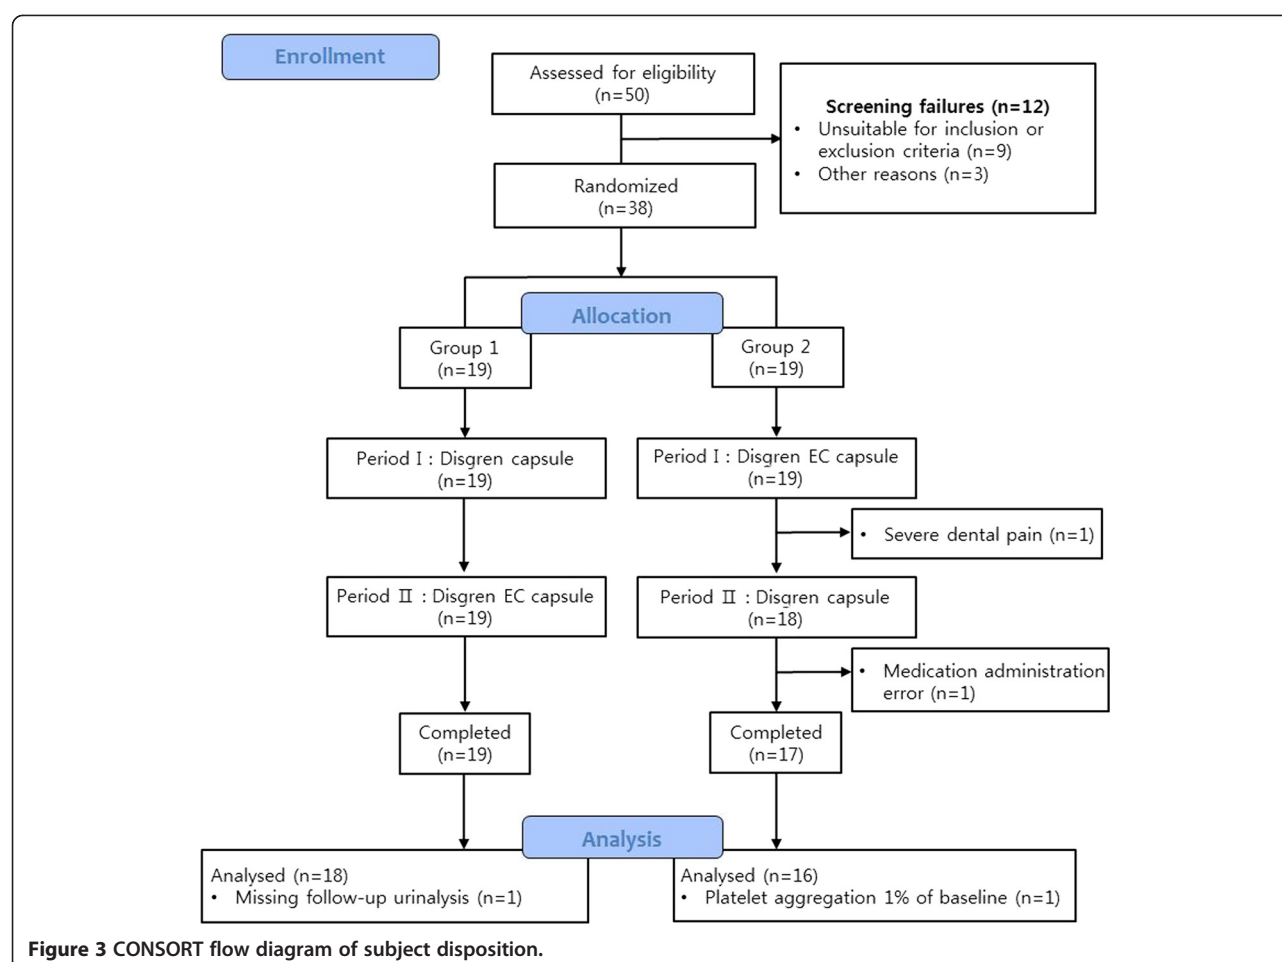 Enrollment
Assessed for eligibility
(n=50)
Screening failures (n=12)
• Unsuitable for inclusion or
exclusion criteria (n=9)
• Other reasons (n=3)
Randomized
(n=38)
Allocation
Group 1
(n=19)
Group 2
(n=19)
Period I : Disgren capsule
(n=19)
Period I : Disgren EC capsule
(n=19)
• Severe dental pain (n=1)
Period Ⅱ : Disgren EC capsule
(n=19)
Period Ⅱ : Disgren capsule
(n=18)
• Medication administration
error (n=1)
Completed
(n=19)
Completed
(n=17)
Analysis
Analysed (n=18)
• Missing follow-up urinalysis (n=1)
Analysed (n=16)
• Platelet aggregation 1% of baseline (n=1)
Figure 3 CONSORT flow diagram of subject disposition.